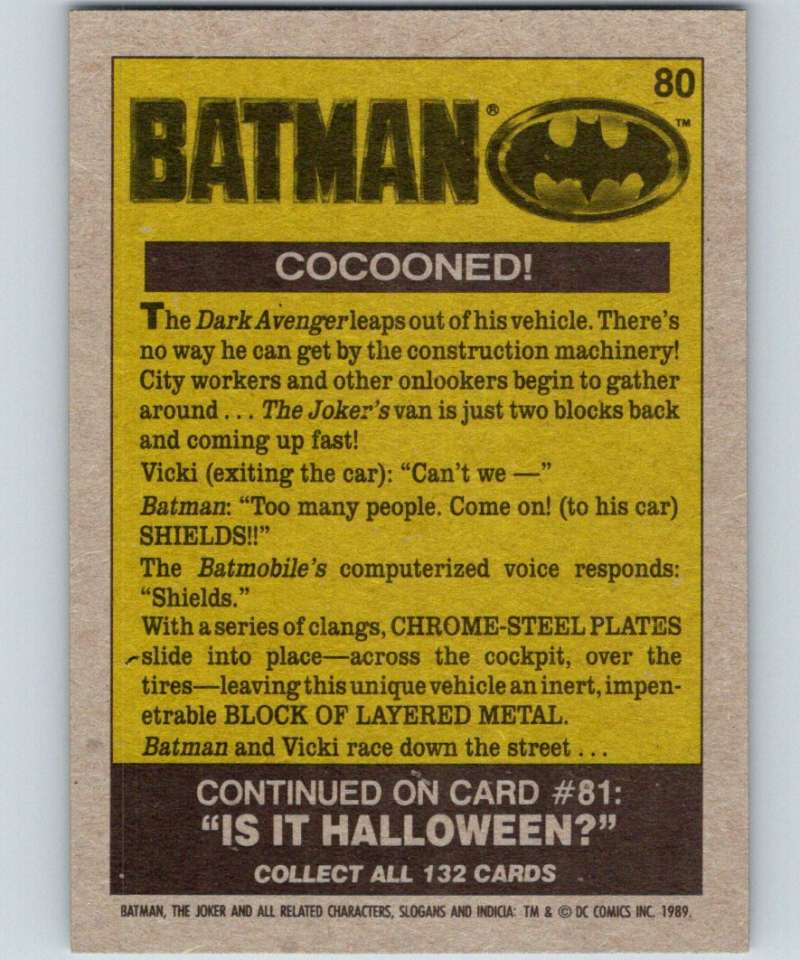 80
BATMAN® ™
COCOONED!
The Dark Avenger leaps out of his vehicle. There's
no way he can get by the construction machinery!
City workers and other onlookers begin to gather
around . . . The Joker's van is just two blocks back
and coming up fast!
Vicki (exiting the car): “Can't we —”
Batman: “Too many people. Come on! (to his car)
SHIELDS!!”
The Batmobile's computerized voice responds:
“Shields.”
With a series of clangs, CHROME-STEEL PLATES
slide into place—across the cockpit, over the
tires—leaving this unique vehicle an inert, impen-
etrable BLOCK OF LAYERED METAL.
Batman and Vicki race down the street . . .
CONTINUED ON CARD #81:
“IS IT HALLOWEEN?”
COLLECT ALL 132 CARDS
BATMAN, THE JOKER AND ALL RELATED CHARACTERS, SLOGANS AND INDICIA: TM & © DC COMICS INC. 1989.